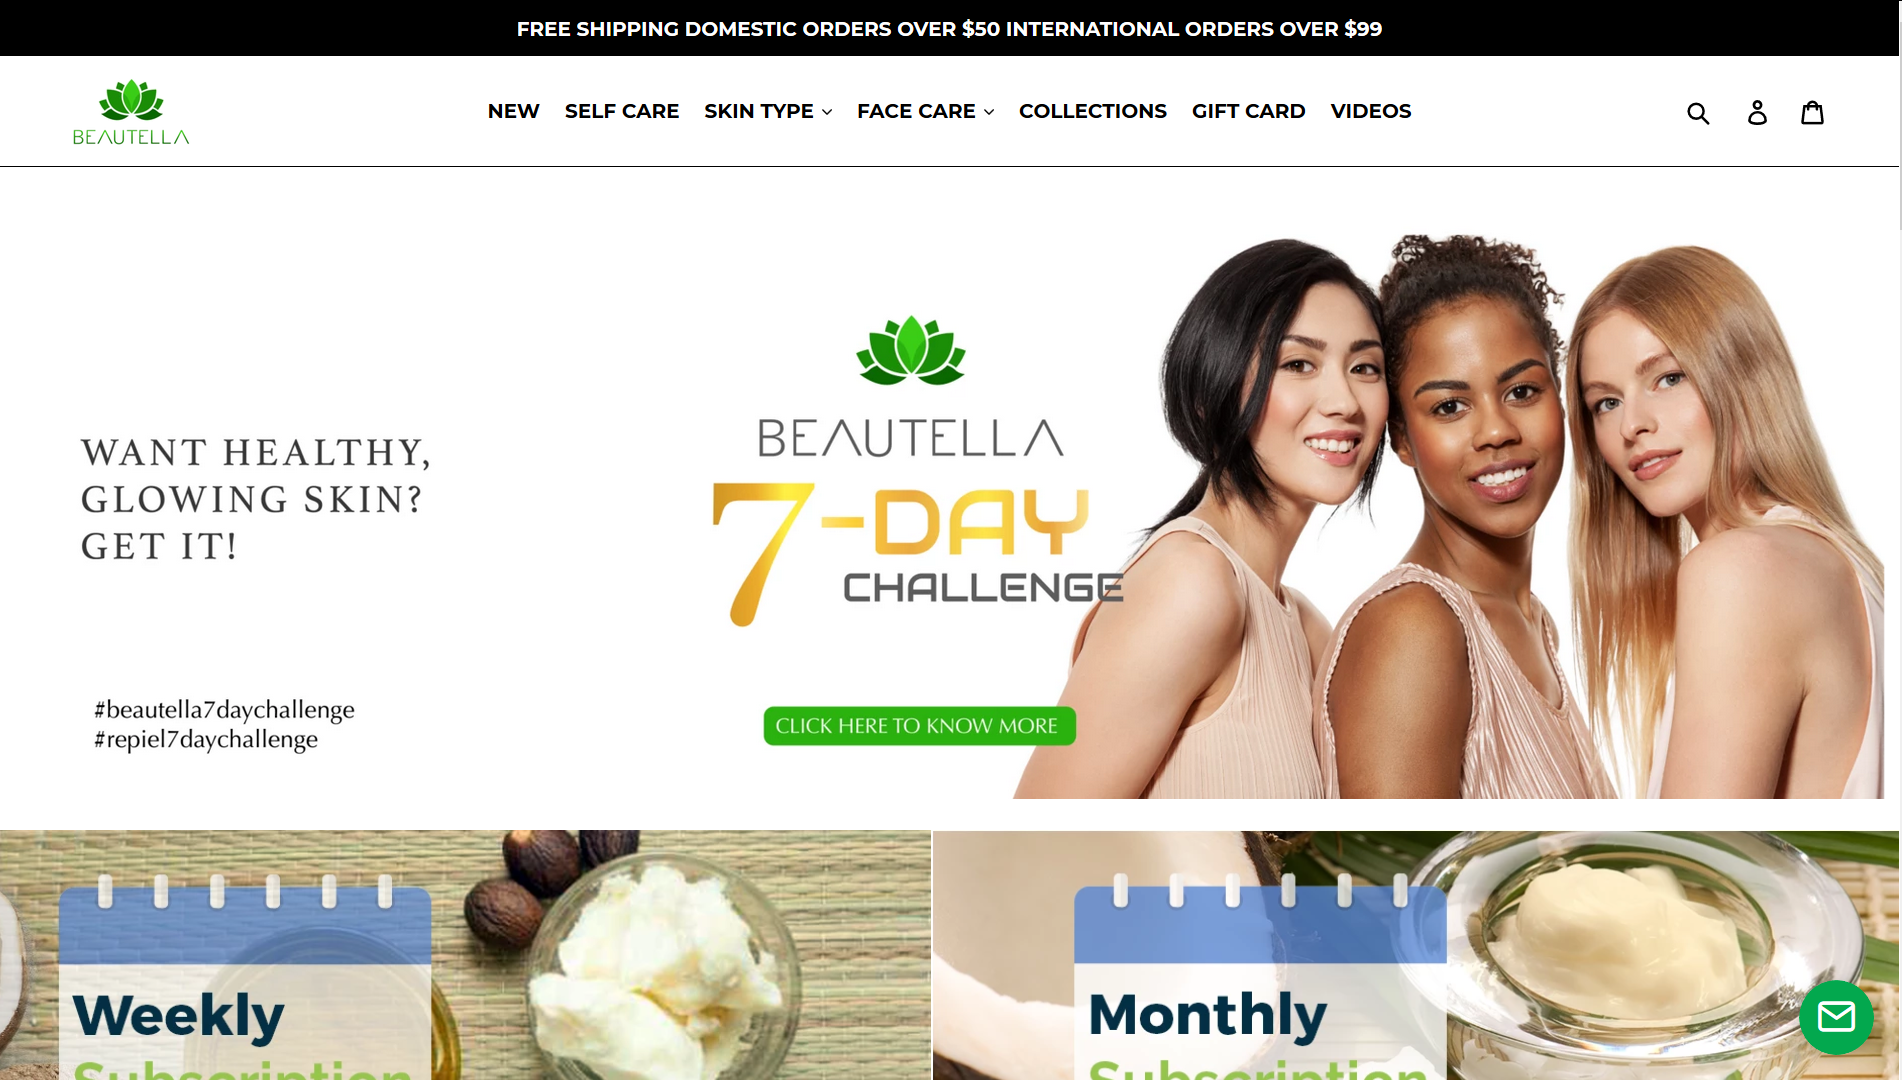 FREE SHIPPING DOMESTIC ORDERS OVER $50 INTERNATIONAL ORDERS OVER $99
BEAUTELLA
NEW SELF CARE SKIN TYPE FACE CARE COLLECTIONS GIFT CARD VIDEOS
WANT HEALTHY,
GLOWING SKIN?
GET IT!
#beautella7daychallenge
#repiel7daychallenge
BEAUTELLA
7-DAY
CHALLENGE
CLICK HERE TO KNOW MORE
Weekly
Subscription
Monthly
Subscription